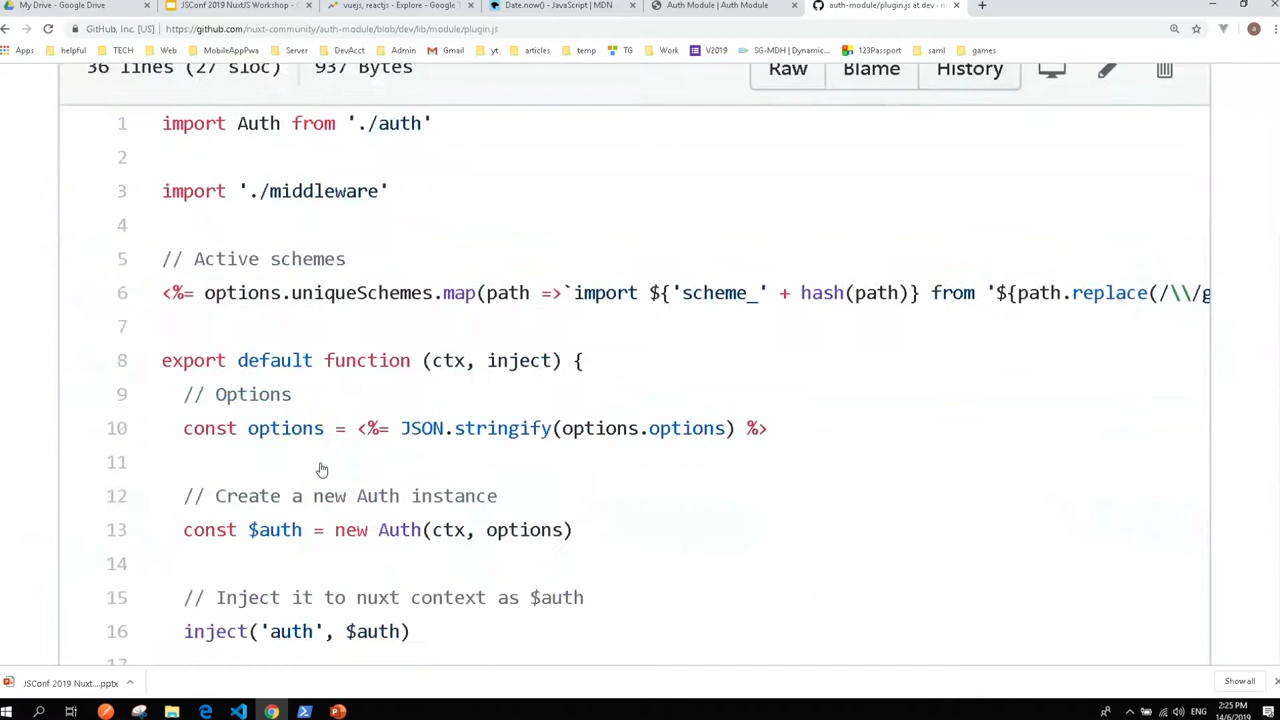 My Drive - Google Drive
JSConf 2019 NuxtJS Workshop -
vuejs, reactjs - Explore - Google T
Date.now() - JavaScript | MDN
Auth Module | Auth Module
auth-module/plugin.js at dev · n
GitHub, Inc. [US]
https://github.com/nuxt-community/auth-module/blob/dev/lib/module/plugin.js
Apps
helpful
TECH
Web
MobileAppPwa
Server
DevAcct
Admin
Gmail
yt
articles
temp
TG
Work
V2019
SG-MDH | Dynamic
123Passport
saml
games
36 lines (27 sloc)
937 Bytes
Raw
Blame
History
1 import Auth from './auth'
2
3 import './middleware'
4
5 // Active schemes
6 <%= options.uniqueSchemes.map(path =>`import ${'scheme_' + hash(path)} from '${path.replace(/\\/g
7
8 export default function (ctx, inject) {
9 // Options
10 const options = <%= JSON.stringify(options.options) %>
11
12 // Create a new Auth instance
13 const $auth = new Auth(ctx, options)
14
15 // Inject it to nuxt context as $auth
16 inject('auth', $auth)
17
JSConf 2019 Nuxt....pptx
Show all
ENG
2:25 PM
14/6/2019